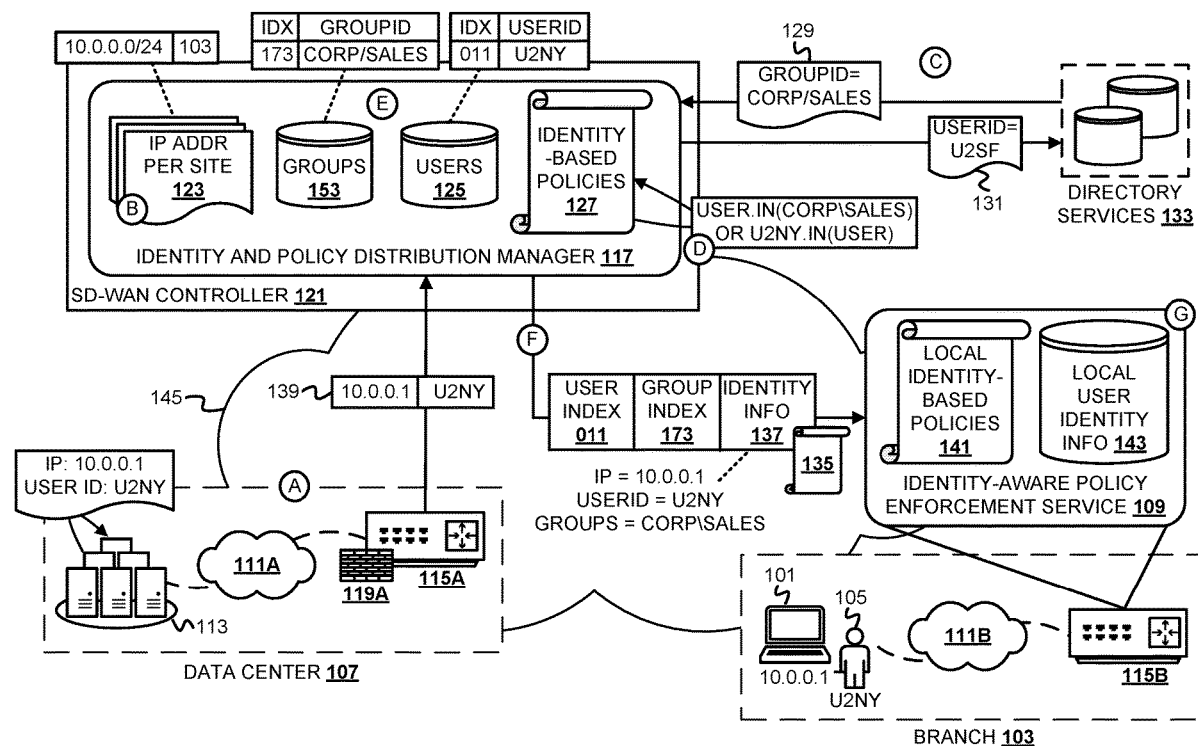 10.0.0.0/24 103
IDX GROUPID
173 CORP/SALES
IDX USERID
011 U2NY
129
GROUPID=
CORP/SALES
C
USERID=
U2SF
131
DIRECTORY
SERVICES 133
E
IP ADDR
PER SITE
123
B
GROUPS
153
USERS
125
IDENTITY
-BASED
POLICIES
127
USER.IN(CORP\SALES)
OR U2NY.IN(USER)
D
IDENTITY AND POLICY DISTRIBUTION MANAGER 117
SD-WAN CONTROLLER 121
F
G
145
139
10.0.0.1 U2NY
USER
INDEX
011
GROUP
INDEX
173
IDENTITY
INFO
137
135
IP = 10.0.0.1
USERID = U2NY
GROUPS = CORP\SALES
LOCAL
IDENTITY-
BASED
POLICIES
141
LOCAL
USER
IDENTITY
INFO 143
IDENTITY-AWARE POLICY
ENFORCEMENT SERVICE 109
IP: 10.0.0.1
USER ID: U2NY
A
111A
119A
115A
113
DATA CENTER 107
101
105
10.0.0.1
U2NY
111B
115B
BRANCH 103